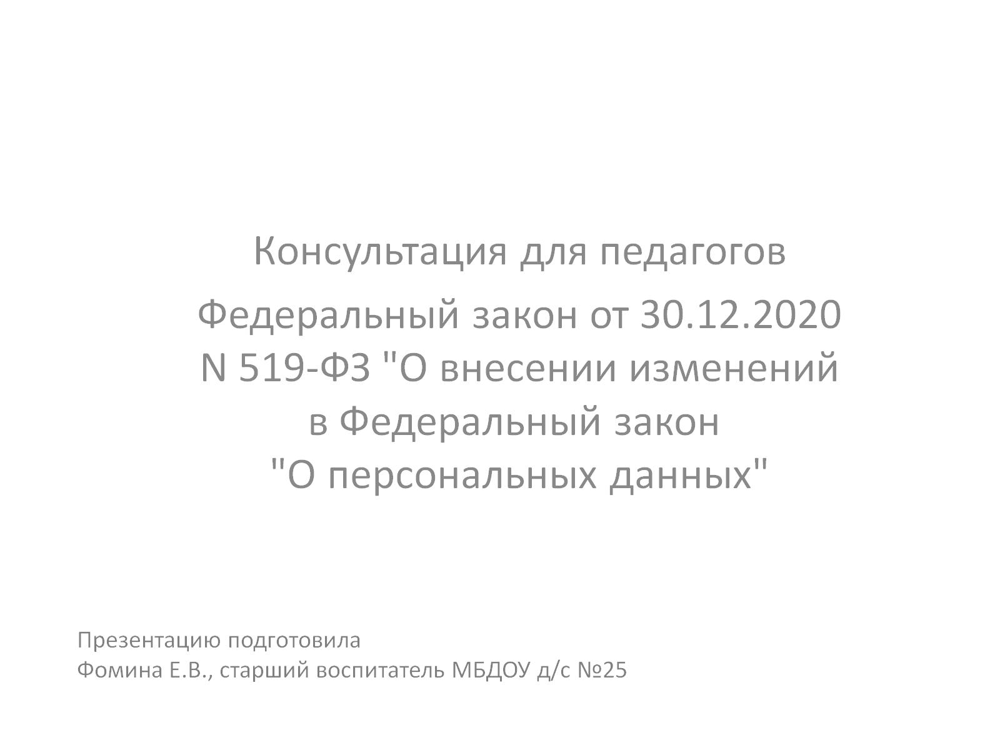 Консультация для педагогов
Федеральный закон от 30.12.2020
N 519-ФЗ "О внесении изменений
в Федеральный закон
"О персональных данных"
Презентацию подготовила
Фомина Е.В., старший воспитатель МБДОУ д/с №25